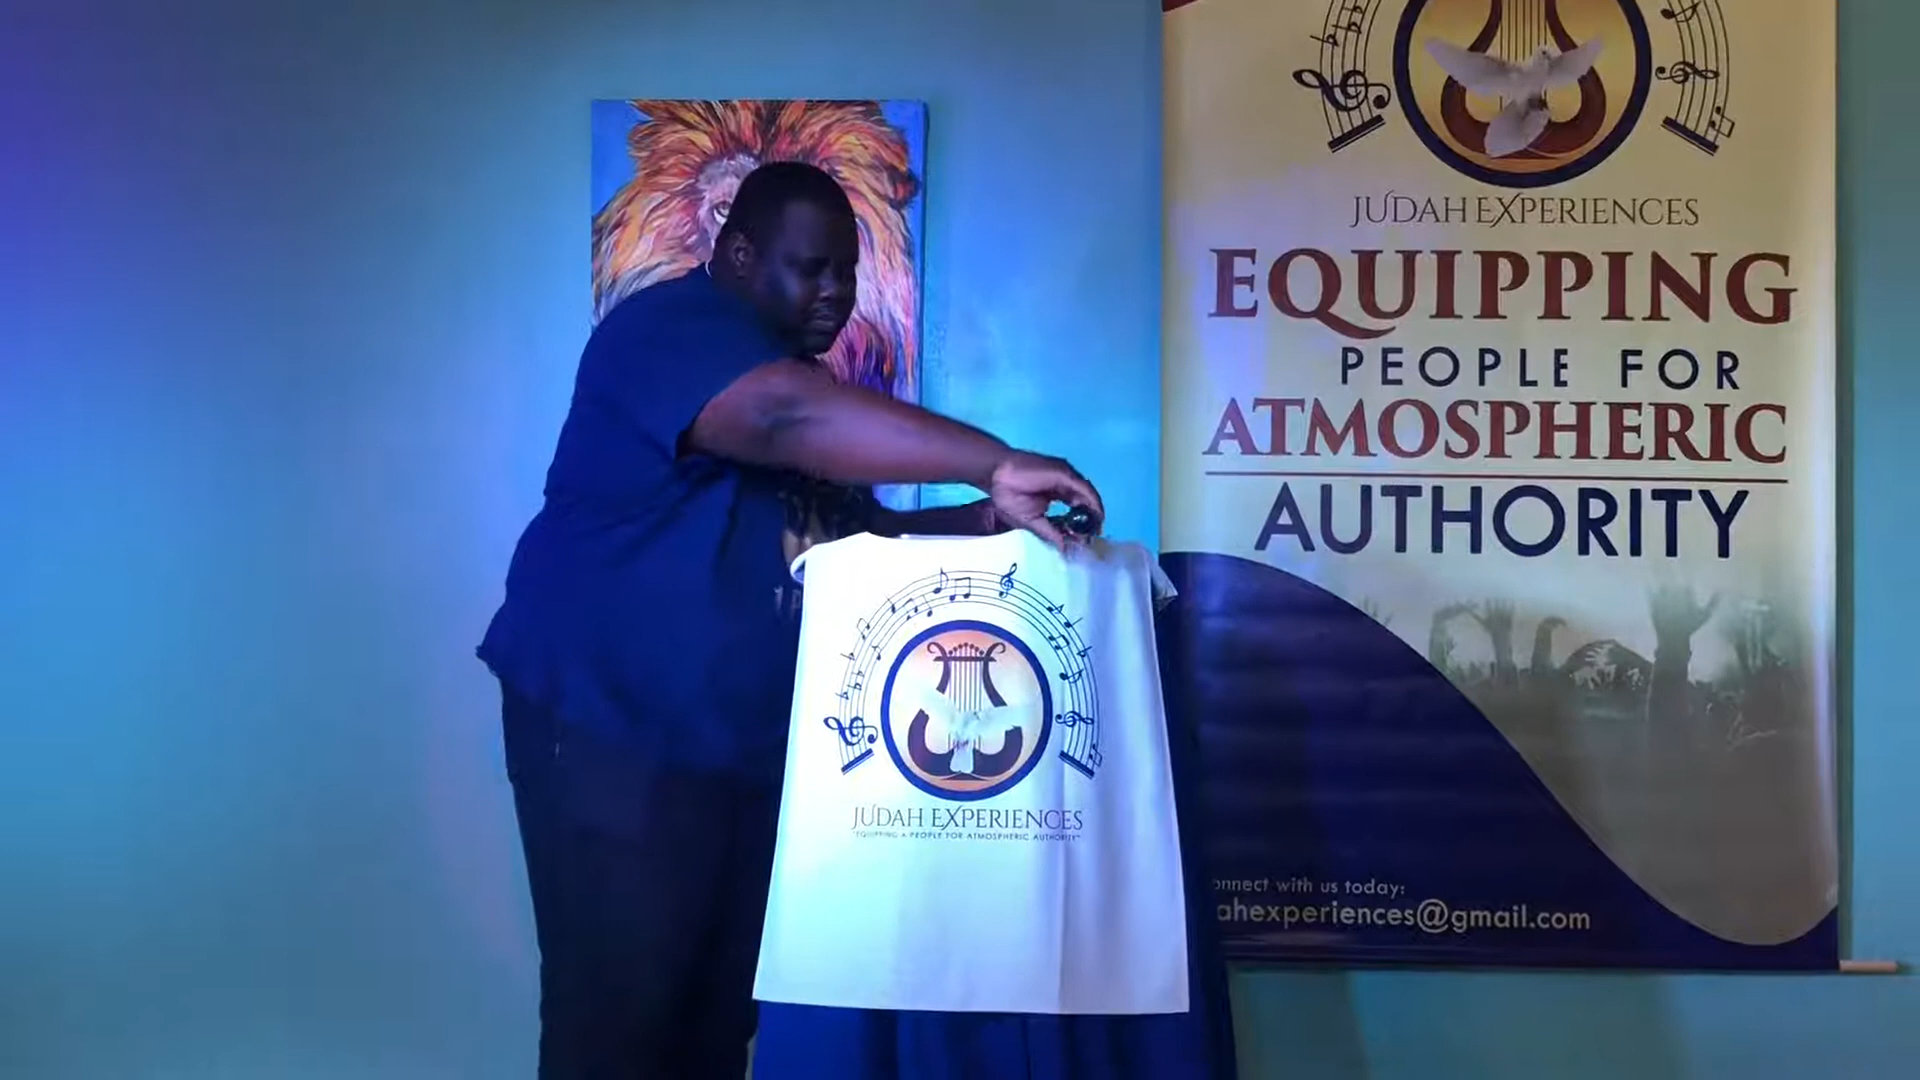 JUDAH EXPERIENCES
EQUIPPING
PEOPLE FOR
ATMOSPHERIC
AUTHORITY
onnect with us today:
ahexperiences@gmail.com
JUDAH EXPERIENCES
"EQUIPPING A PEOPLE FOR ATMOSPHERIC AUTHORITY"